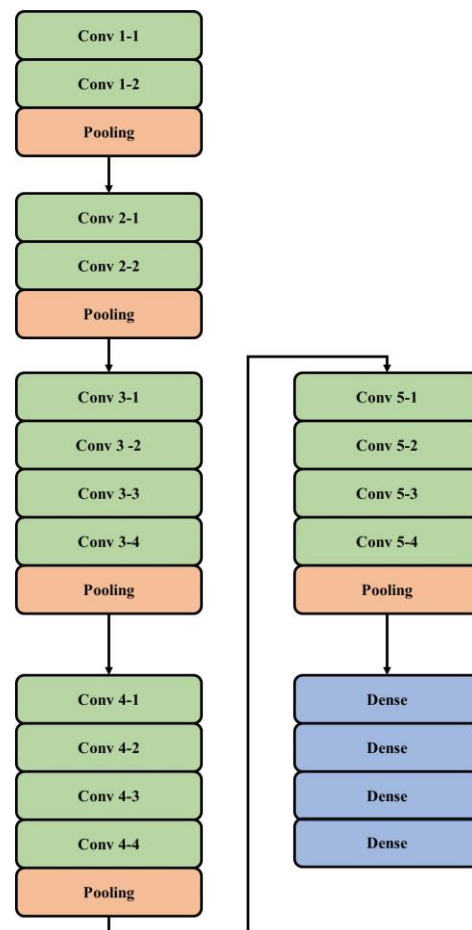 Conv 1-1
Conv 1-2
Pooling
Conv 2-1
Conv 2-2
Pooling
Conv 3-1
Conv 3 -2
Conv 3-3
Conv 3-4
Pooling
Conv 4-1
Conv 4-2
Conv 4-3
Conv 4-4
Pooling
Conv 5-1
Conv 5-2
Conv 5-3
Conv 5-4
Pooling
Dense
Dense
Dense
Dense